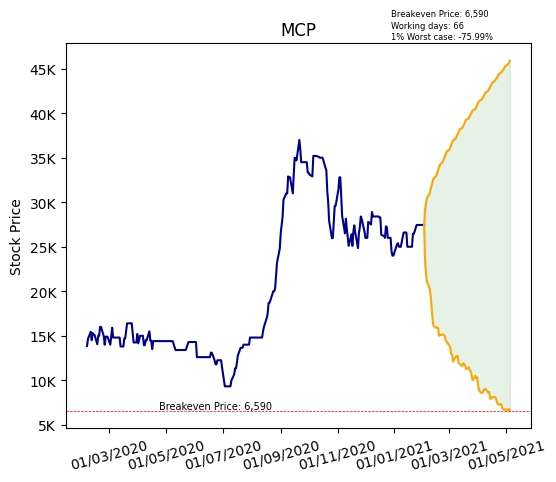 Breakeven Price: 6,590
Working days: 66
1% Worst case: -75.99%
MCP
Stock Price
45K
40K
35K
30K
25K
20K
15K
10K
5K
Breakeven Price: 6,590
01/03/2020
01/05/2020
01/07/2020
01/09/2020
01/11/2020
01/01/2021
01/03/2021
01/05/2021